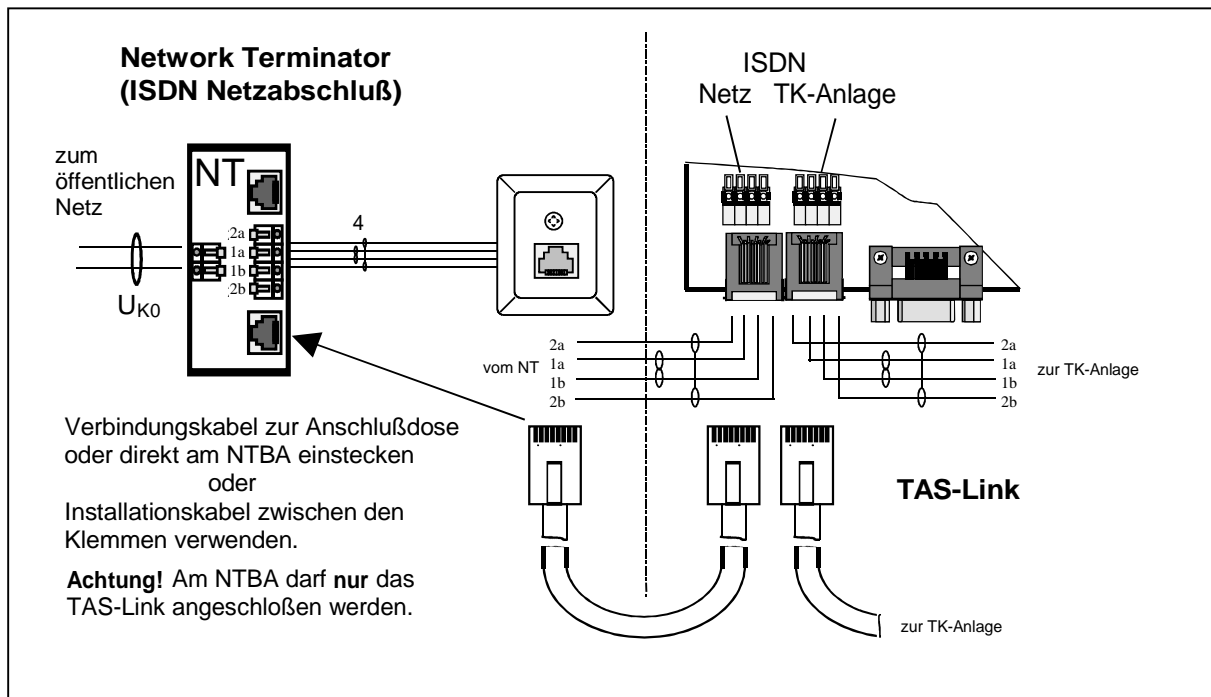 Network Terminator
(ISDN Netzabschluß)
zum
öffentlichen
Netz
NT
2a
1a
1b
2b
4
UK0
ISDN
Netz TK-Anlage
vom NT
2a
1a
1b
2b
2a
1a
1b
2b
zur TK-Anlage
Verbindungskabel zur Anschlußdose
oder direkt am NTBA einstecken
oder
Installationskabel zwischen den
Klemmen verwenden.
Achtung! Am NTBA darf nur das
TAS-Link angeschloßen werden.
TAS-Link
zur TK-Anlage